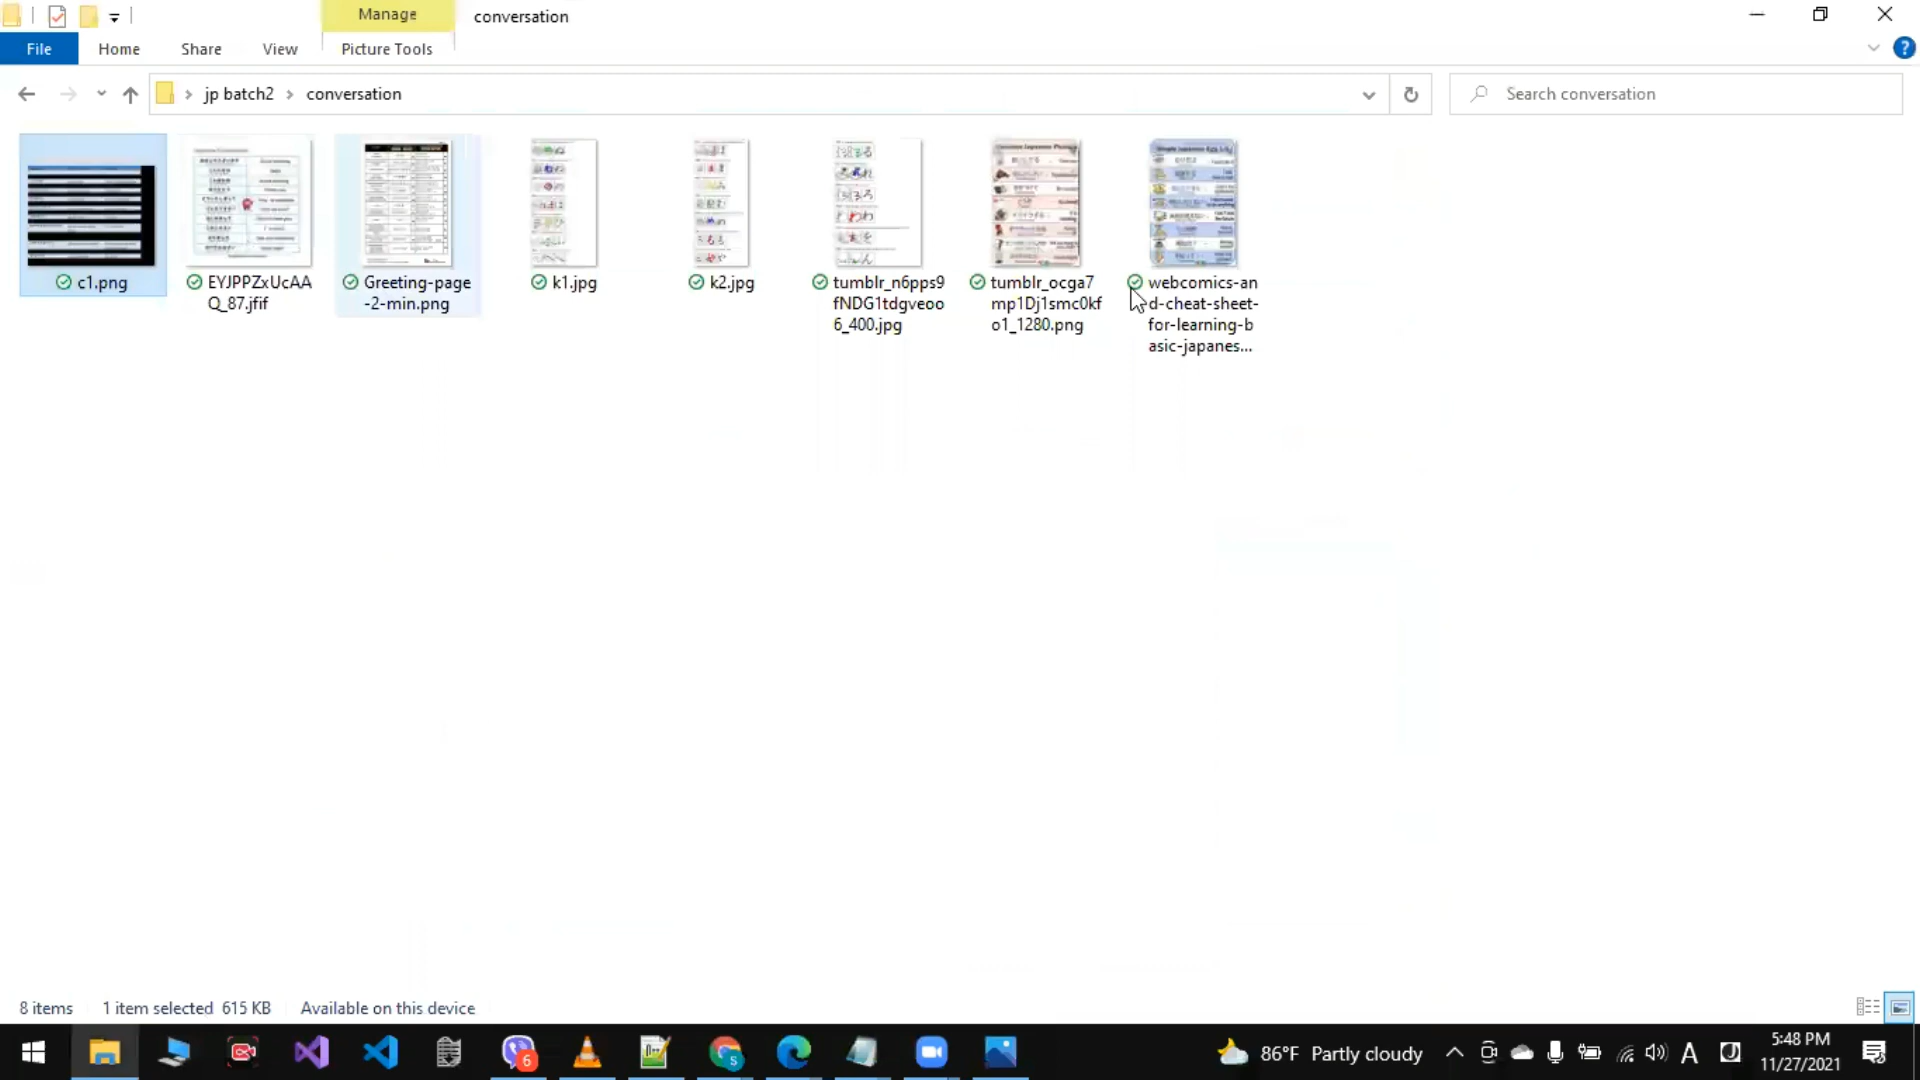 Manage
conversation
File
Home
Share
View
Picture Tools
jp batch2
conversation
Search conversation
c1.png
EYJPPZxUcAA
Q_87.jfif
Greeting-page
-2-min.png
k1.jpg
k2.jpg
tumblr_n6pps9
fNDG1tdgveoo
6_400.jpg
tumblr_ocga7
mp1Dj1smc0kf
o1_1280.png
webcomics-an
d-cheat-sheet-
for-learning-b
asic-japanes...
8 items
1 item selected 615 KB
Available on this device
6
86°F Partly cloudy
A
5:48 PM
11/27/2021